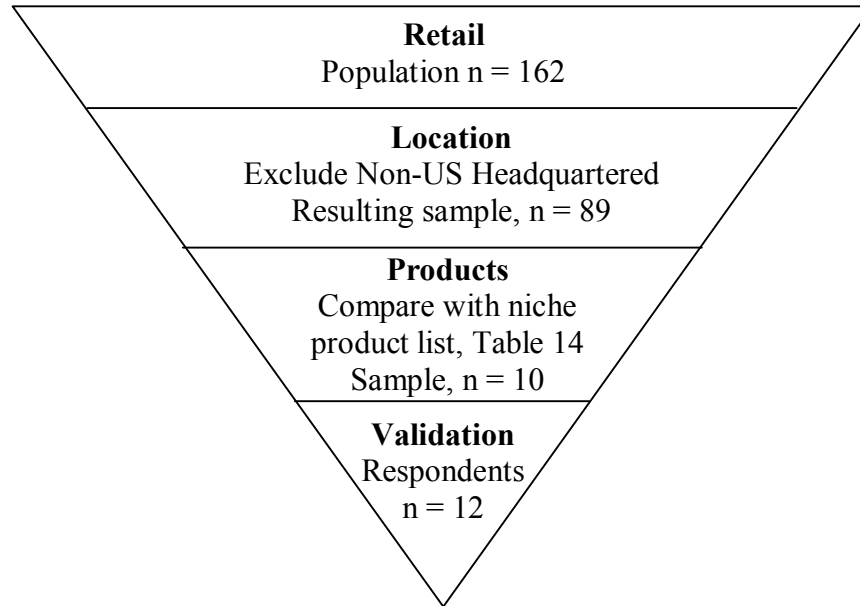 Retail
Population n = 162
Location
Exclude Non-US Headquartered
Resulting sample, n = 89
Products
Compare with niche
product list, Table 14
Sample, n = 10
Validation
Respondents
n = 12